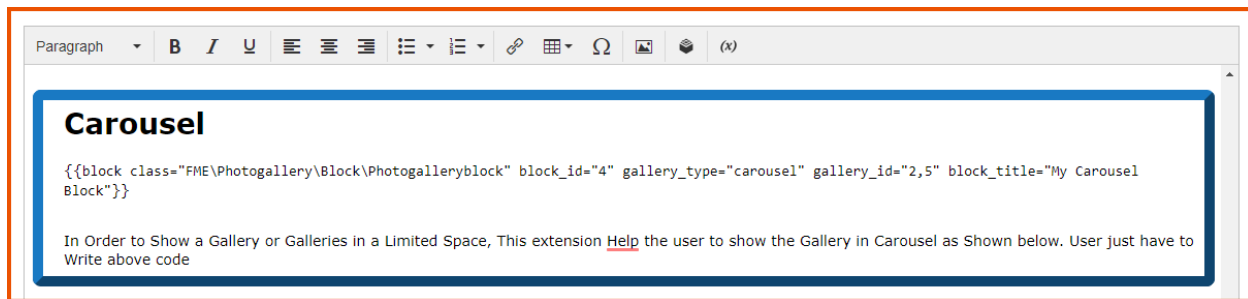 Paragraph B I U Ω (x)
Carousel
{{block class="FME\Photogallery\Block\Photogalleryblock" block_id="4" gallery_type="carousel" gallery_id="2,5" block_title="My Carousel
Block"}}
In Order to Show a Gallery or Galleries in a Limited Space, This extension Help the user to show the Gallery in Carousel as Shown below. User just have to
Write above code